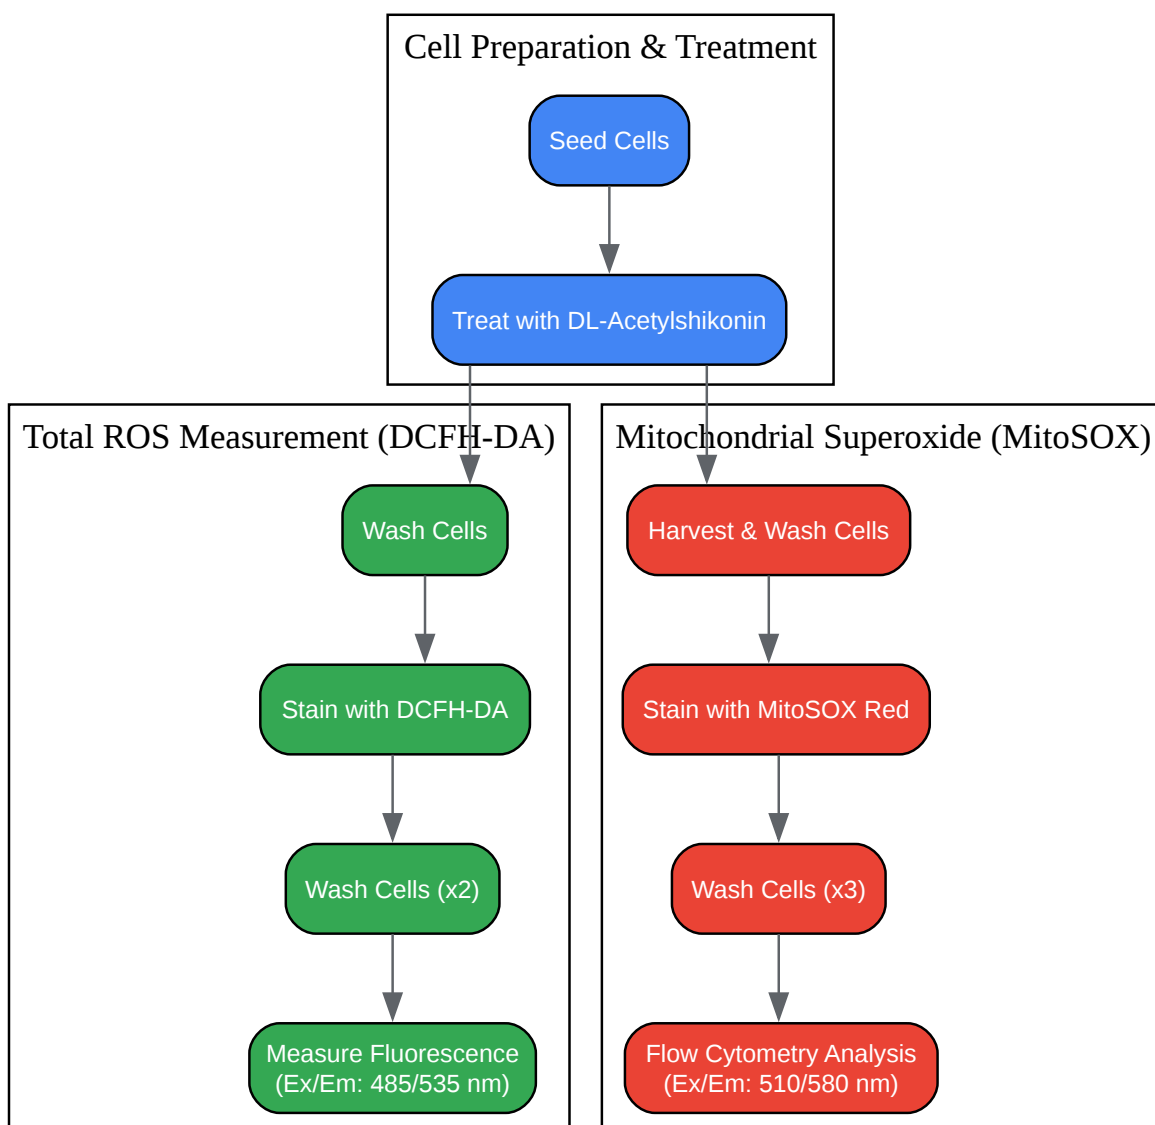 Cell Preparation & Treatment
Seed Cells
Treat with DL-Acetylshikonin
Total ROS Measurement (DCFH-DA)
Wash Cells
Stain with DCFH-DA
Wash Cells (x2)
Measure Fluorescence
(Ex/Em: 485/535 nm)
Mitochondrial Superoxide (MitoSOX)
Harvest & Wash Cells
Stain with MitoSOX Red
Wash Cells (x3)
Flow Cytometry Analysis
(Ex/Em: 510/580 nm)